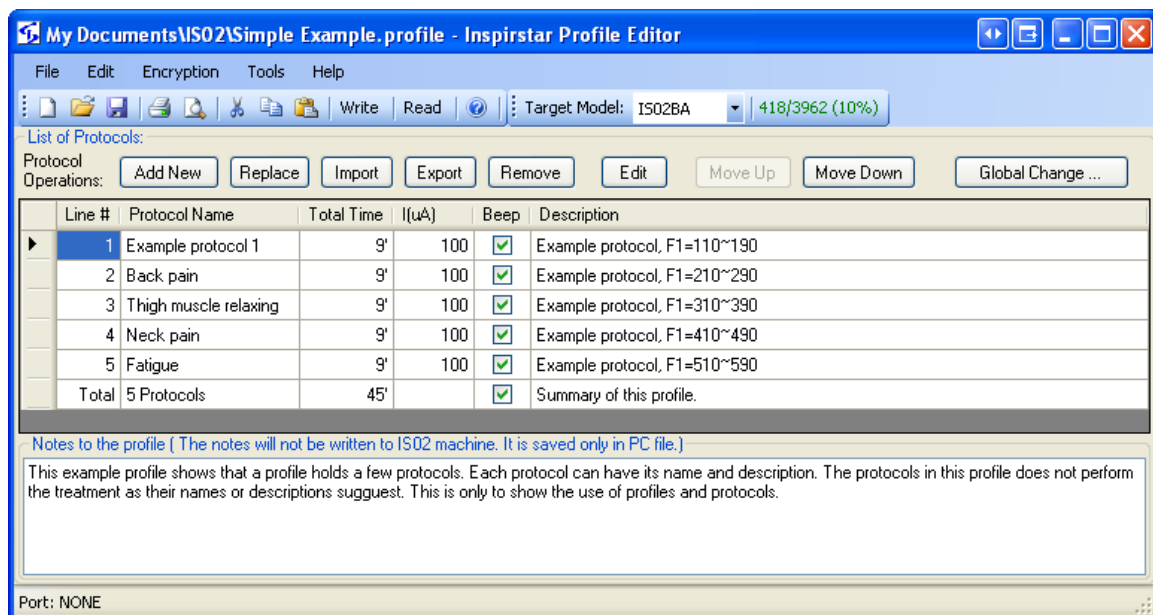 My Documents\IS02\Simple Example.profile - Inspirstar Profile Editor
File Edit Encryption Tools Help
Write Read Target Model: IS02BA 418/3962 (10%)
List of Protocols:
Protocol Operations: Add New Replace Import Export Remove Edit Move Up Move Down Global Change ...
Line # Protocol Name Total Time I(uA) Beep Description
1 Example protocol 1 9' 100 Example protocol, F1=110~190
2 Back pain 9' 100 Example protocol, F1=210~290
3 Thigh muscle relaxing 9' 100 Example protocol, F1=310~390
4 Neck pain 9' 100 Example protocol, F1=410~490
5 Fatigue 9' 100 Example protocol, F1=510~590
Total 5 Protocols 45' Summary of this profile.
Notes to the profile ( The notes will not be written to IS02 machine. It is saved only in PC file.)
This example profile shows that a profile holds a few protocols. Each protocol can have its name and description. The protocols in this profile does not perform
the treatment as their names or descriptions sugguest. This is only to show the use of profiles and protocols.
Port: NONE